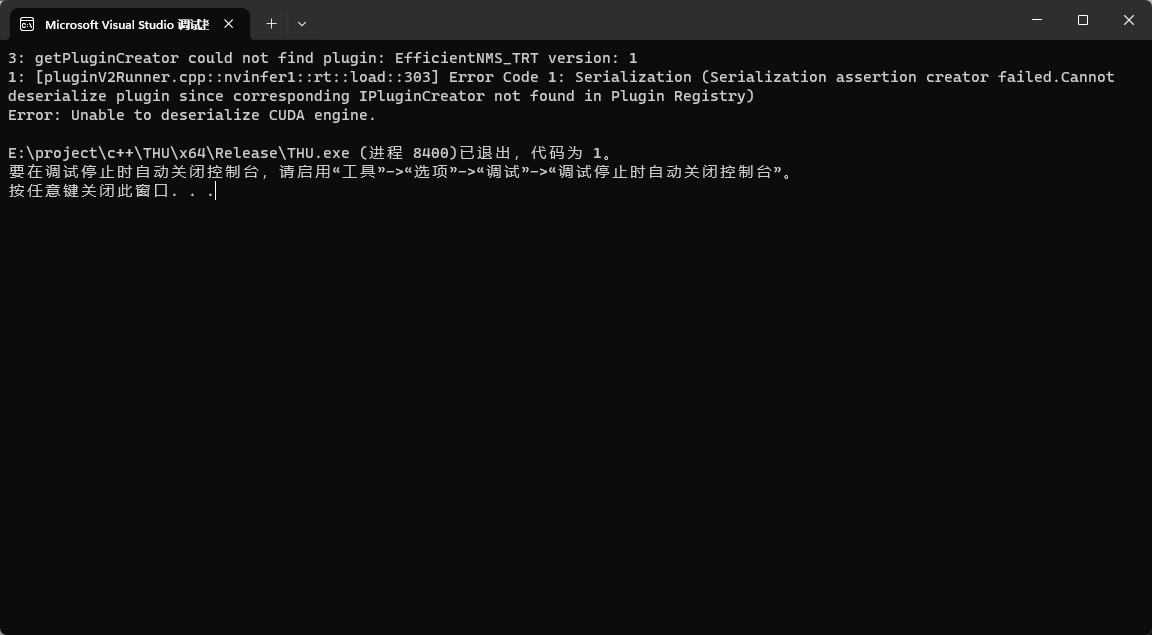 Microsoft Visual Studio 调试
3: getPluginCreator could not find plugin: EfficientNMS_TRT version: 1
1: [pluginV2Runner.cpp::nvinfer1::rt::load::303] Error Code 1: Serialization (Serialization assertion creator failed.Cannot
deserialize plugin since corresponding IPluginCreator not found in Plugin Registry)
Error: Unable to deserialize CUDA engine.
E:\project\c++\THU\x64\Release\THU.exe (进程 8400)已退出，代码为 1。
要在调试停止时自动关闭控制台，请启用“工具”->“选项”->“调试”->“调试停止时自动关闭控制台”。
按任意键关闭此窗口. . .